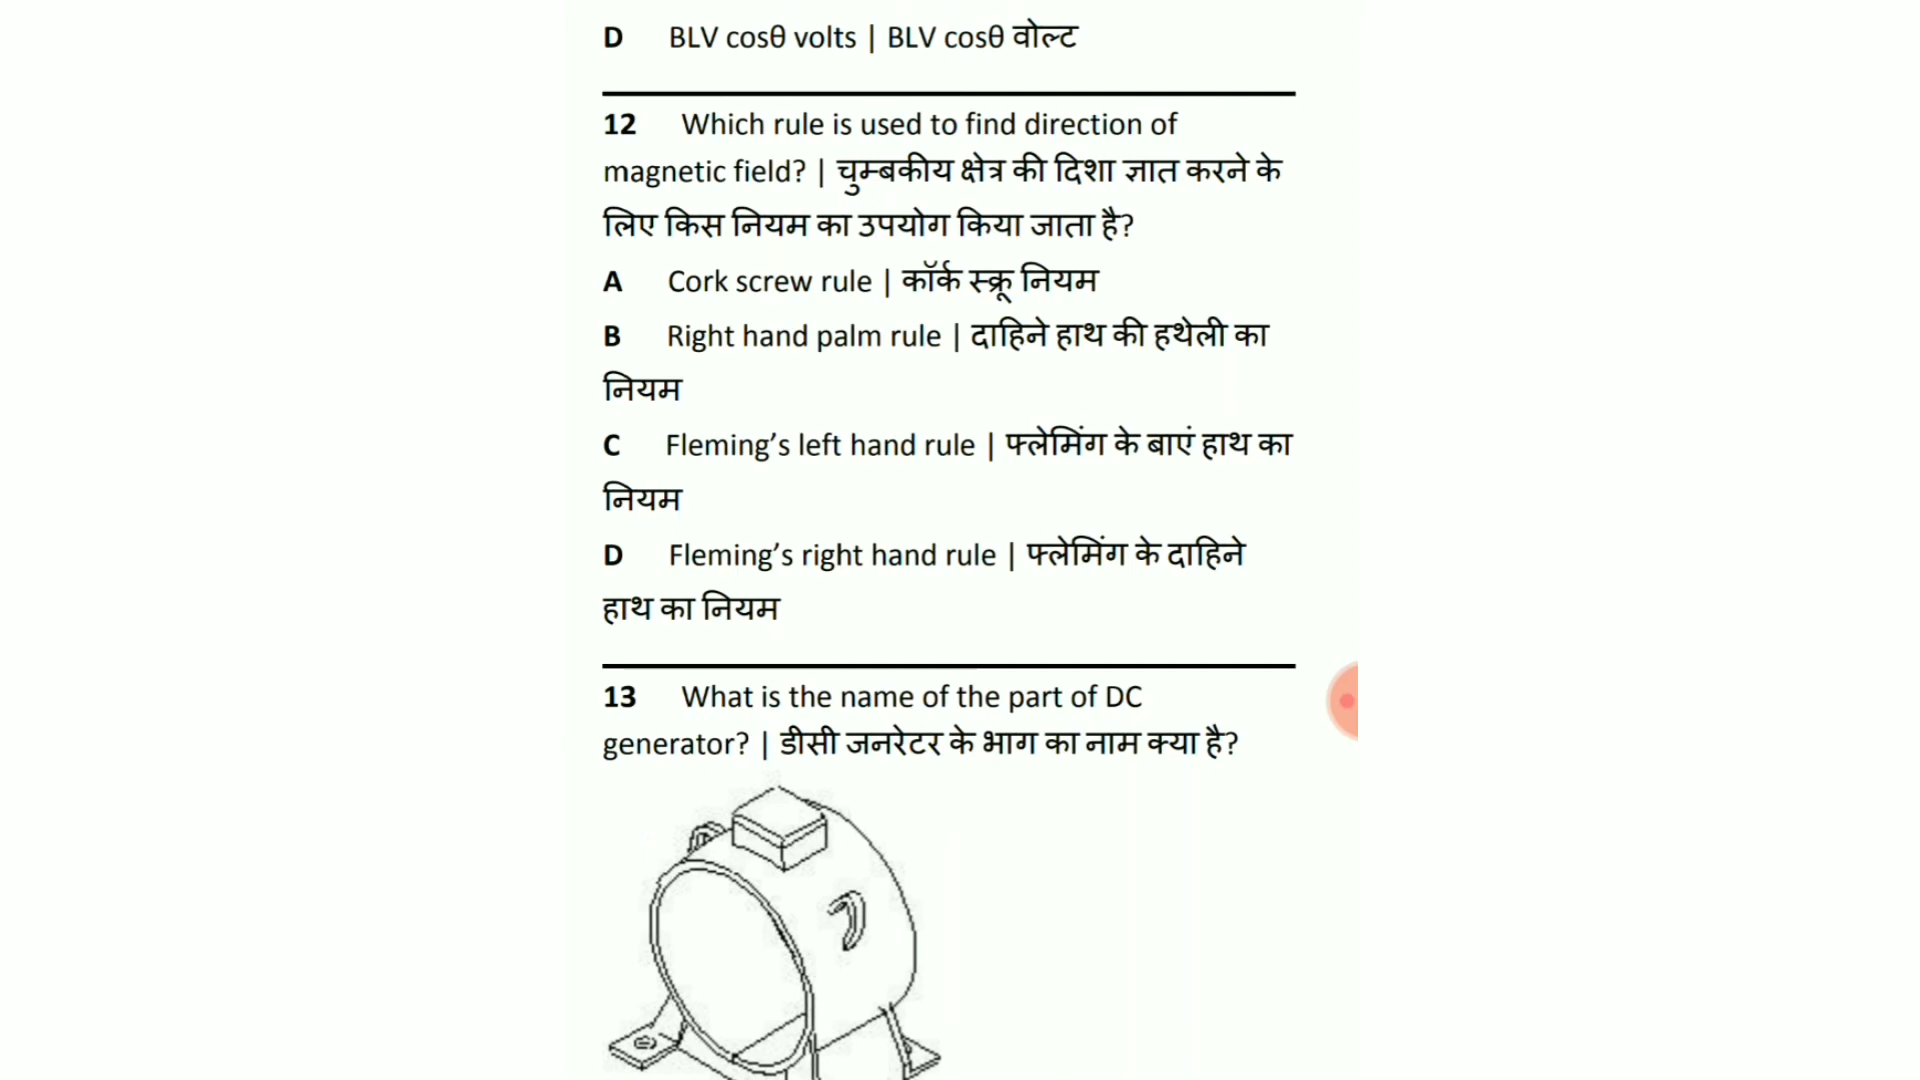 D BLV cosθ volts | BLV cosθ वोल्ट
12 Which rule is used to find direction of
magnetic field? | चुम्बकीय क्षेत्र की दिशा ज्ञात करने के
लिए किस नियम का उपयोग किया जाता है?
A Cork screw rule | कॉर्क स्क्रू नियम
B Right hand palm rule | दाहिने हाथ की हथेली का
नियम
C Fleming’s left hand rule | फ्लेमिंग के बाएं हाथ का
नियम
D Fleming’s right hand rule | फ्लेमिंग के दाहिने
हाथ का नियम
13 What is the name of the part of DC
generator? | डीसी जनरेटर के भाग का नाम क्या है?